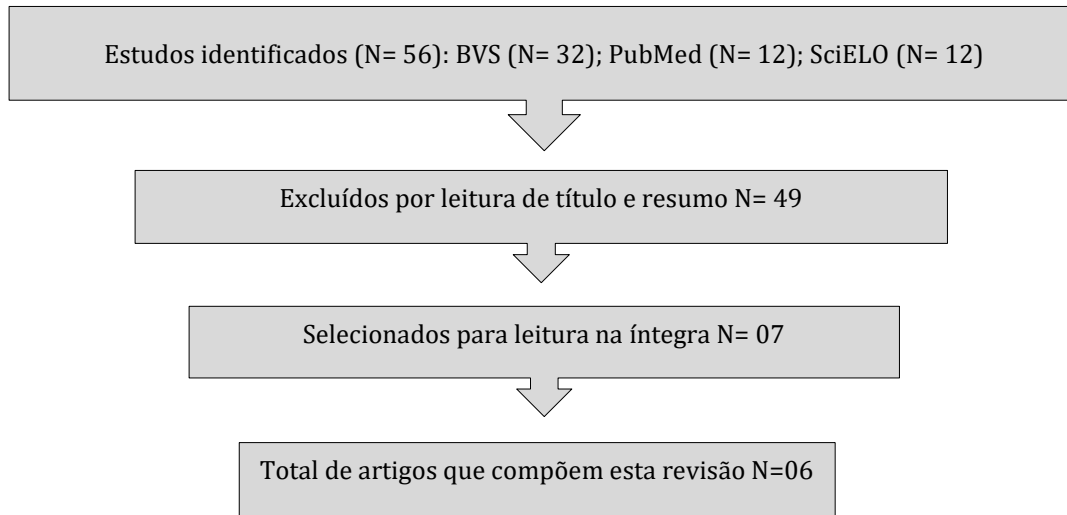 Estudos identificados (N= 56): BVS (N= 32); PubMed (N= 12); SciELO (N= 12)
Excluídos por leitura de título e resumo N= 49
Selecionados para leitura na íntegra N= 07
Total de artigos que compõem esta revisão N=06